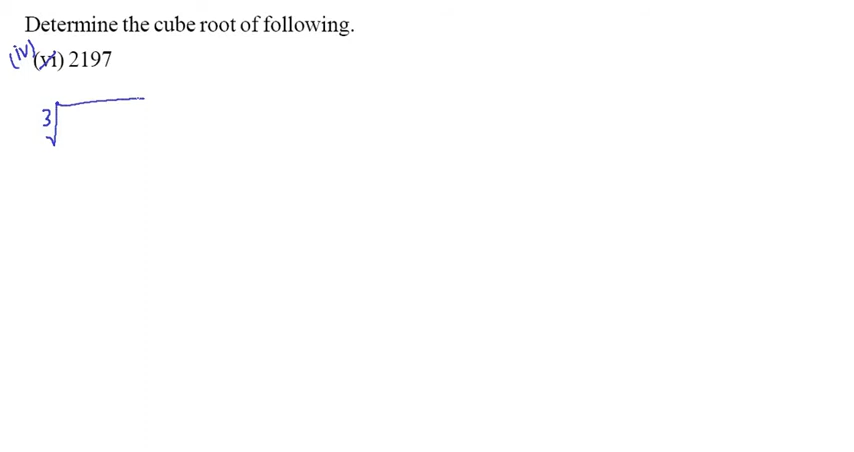 Determine the cube root of following.
(iv) (vi) 2197
3√